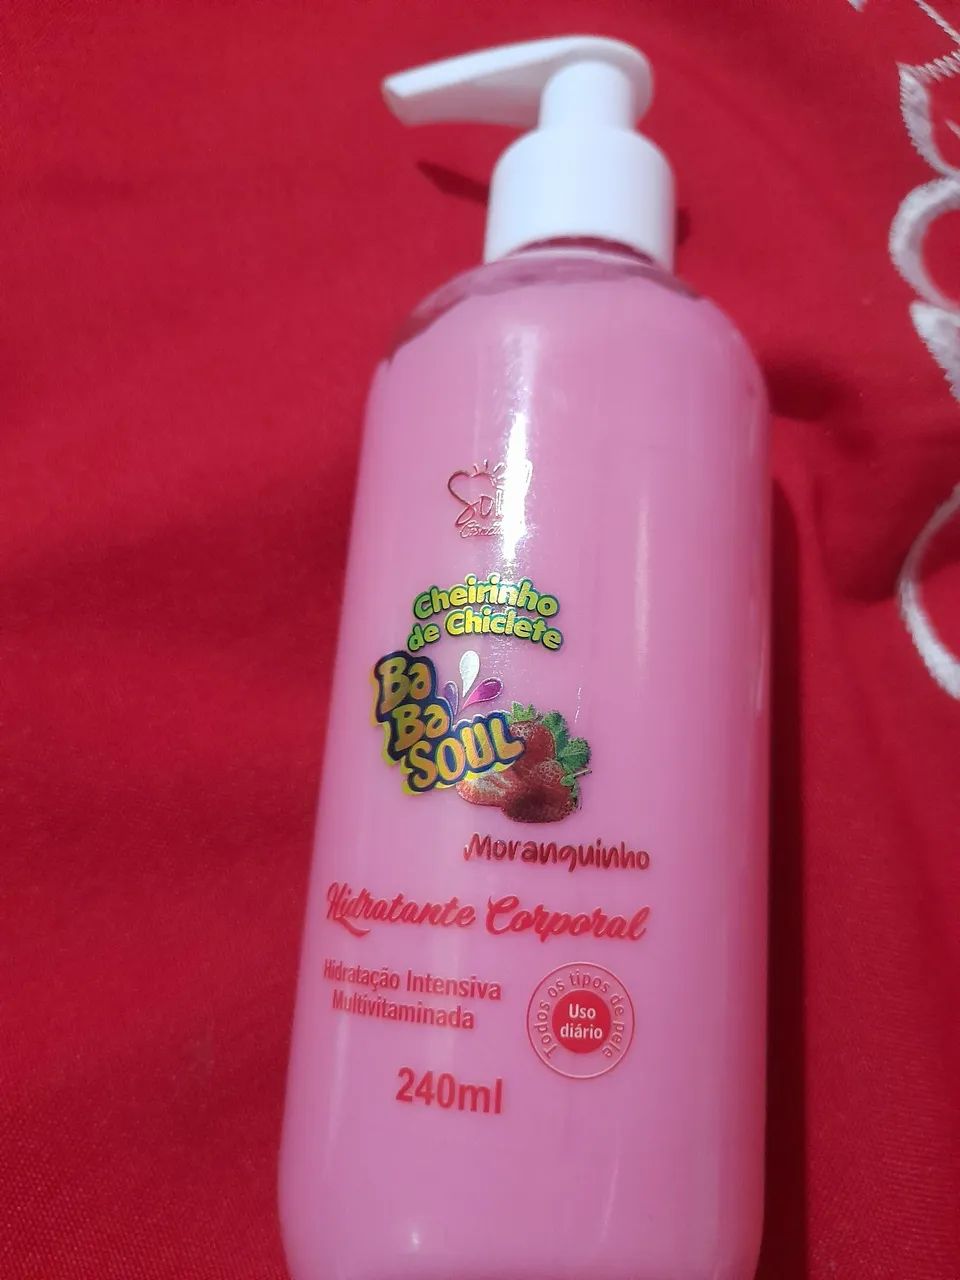 Cheirinho
de Chiclete
Ba
Ba
SOUL
Moranguinho
Hidratante Corporal
Hidratação Intensiva
Multivitaminada
Todos os tipos de pele
Uso
diário
240ml